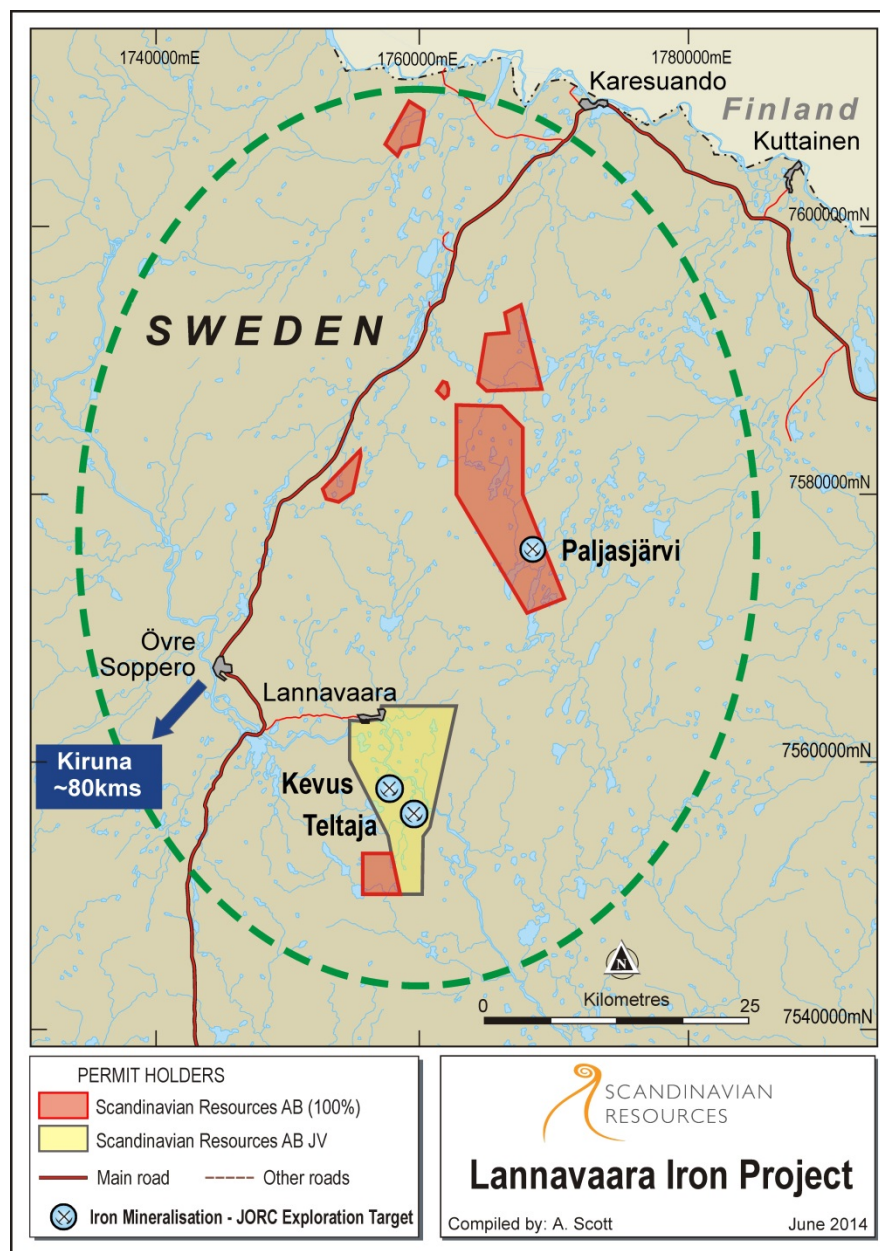 1740000mE
1760000mE
1780000mE
Karesuando
Finland
Kuttainen
7600000mN
SWEDEN
7580000mN
Paljasjärvi
Övre
Soppero
Lannavaara
Kiruna
~80kms
7560000mN
Kevus
Teltaja
N
Kilometres
0
25
7540000mN
PERMIT HOLDERS
Scandinavian Resources AB (100%)
Scandinavian Resources AB JV
Main road
Other roads
Iron Mineralisation - JORC Exploration Target
SCANDINAVIAN
RESOURCES
Lannavaara Iron Project
Compiled by: A. Scott
June 2014